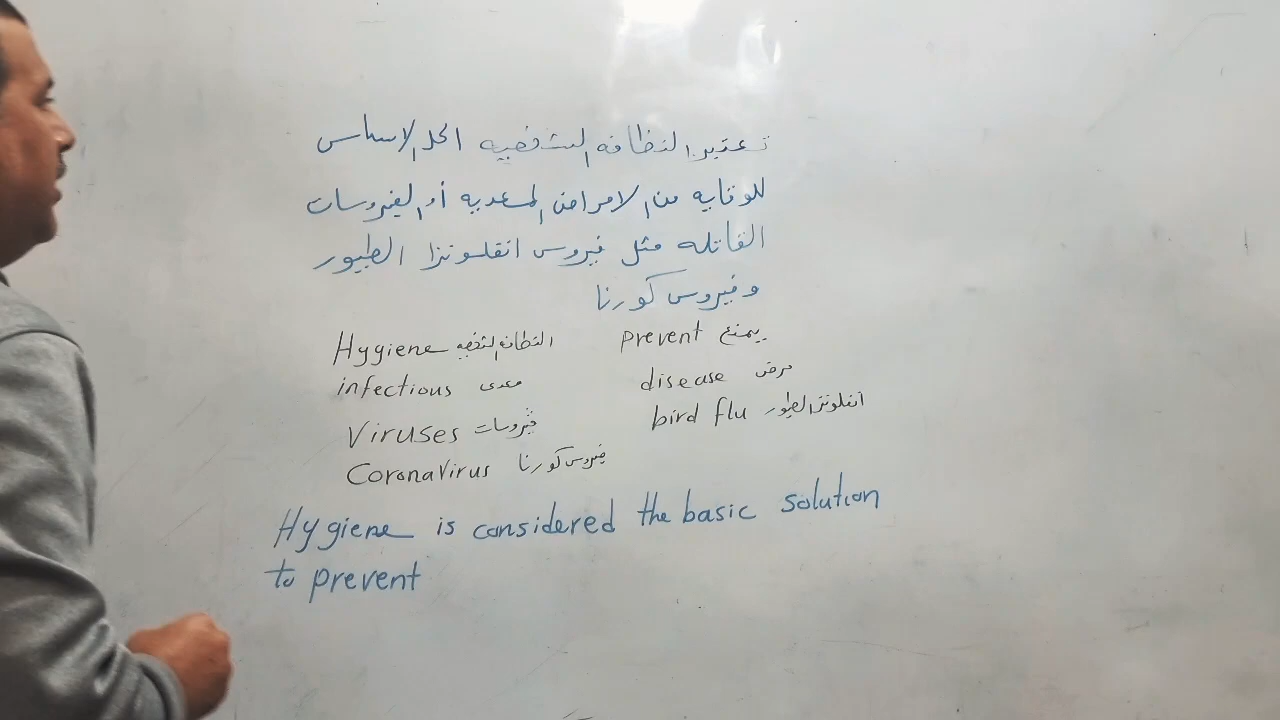 تعتبر النظافه الشخصيه الحل الاساس
للوقايه من الامراض المعديه أو الفيروسات
القاتله مثل فيروس انفلونزا الطيور
وفيروس كورنا
Hygiene النظافه الشخصيه prevent يمنع
infectious معدى disease مرض
Viruses فيروسات bird flu انفلونزا الطيور
CoronaVirus فيروس كورنا
Hygiene is considered the basic solution
to prevent